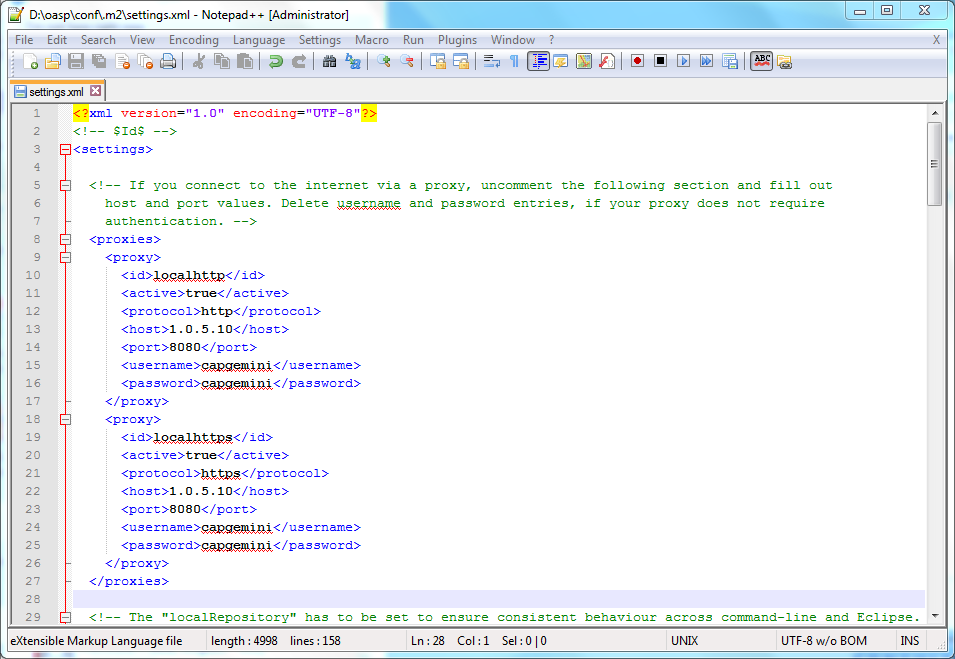 D:\oasp\conf\.m2\settings.xml - Notepad++ [Administrator]
File Edit Search View Encoding Language Settings Macro Run Plugins Window ? X
ABC
settings.xml
1 <?xml version="1.0" encoding="UTF-8"?>
2 <!-- $Id$ -->
3 <settings>
4
5 <!-- If you connect to the internet via a proxy, uncomment the following section and fill out
6 host and port values. Delete username and password entries, if your proxy does not require
7 authentication. -->
8 <proxies>
9 <proxy>
10 <id>localhttp</id>
11 <active>true</active>
12 <protocol>http</protocol>
13 <host>1.0.5.10</host>
14 <port>8080</port>
15 <username>capgemini</username>
16 <password>capgemini</password>
17 </proxy>
18 <proxy>
19 <id>localhttps</id>
20 <active>true</active>
21 <protocol>https</protocol>
22 <host>1.0.5.10</host>
23 <port>8080</port>
24 <username>capgemini</username>
25 <password>capgemini</password>
26 </proxy>
27 </proxies>
28
29 <!-- The "localRepository" has to be set to ensure consistent behaviour across command-line and Eclipse.
eXtensible Markup Language file length : 4998 lines : 158 Ln : 28 Col : 1 Sel : 0 | 0 UNIX UTF-8 w/o BOM INS